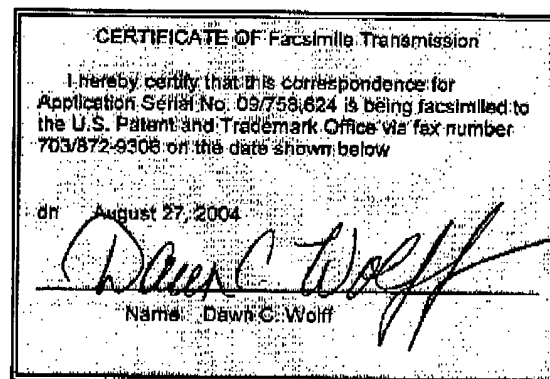 CERTIFICATE OF Facsimile Transmission
I hereby certify that this correspondence for
Application Serial No. 09/758,624 is being facsimiled to
the U.S. Patent and Trademark Office via fax number
703/872-9306 on the date shown below
on August 27, 2004
Dawn C Wolff
Name: Dawn C. Wolff